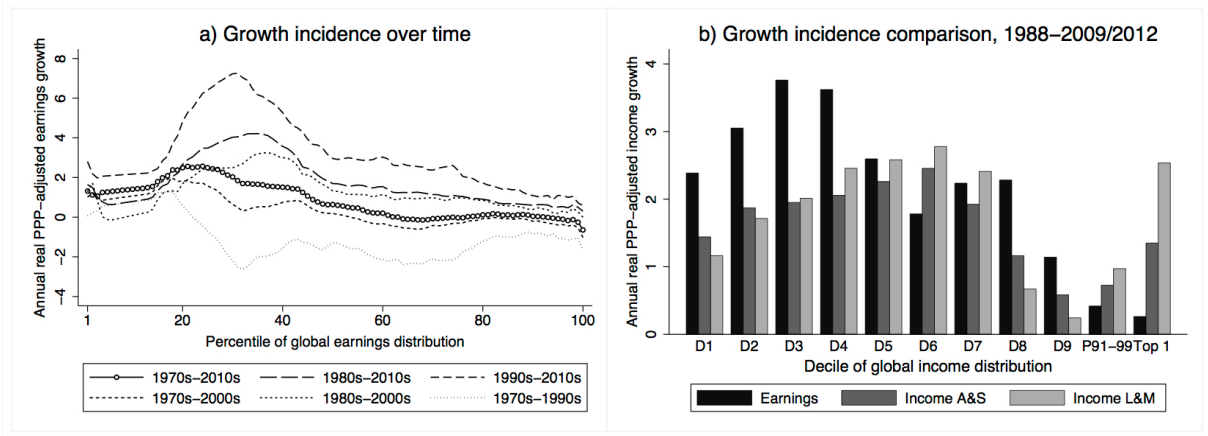 a) Growth incidence over time
Annual real PPP-adjusted earnings growth
8
6
4
2
0
-2
-4
1 20 40 60 80 100
Percentile of global earnings distribution
1970s-2010s 1980s-2010s 1990s-2010s
1970s-2000s 1980s-2000s 1970s-1990s
b) Growth incidence comparison, 1988-2009/2012
Annual real PPP-adjusted income growth
4
3
2
1
0
D1 D2 D3 D4 D5 D6 D7 D8 D9 P91-99 Top 1
Decile of global income distribution
Earnings Income A&S Income L&M